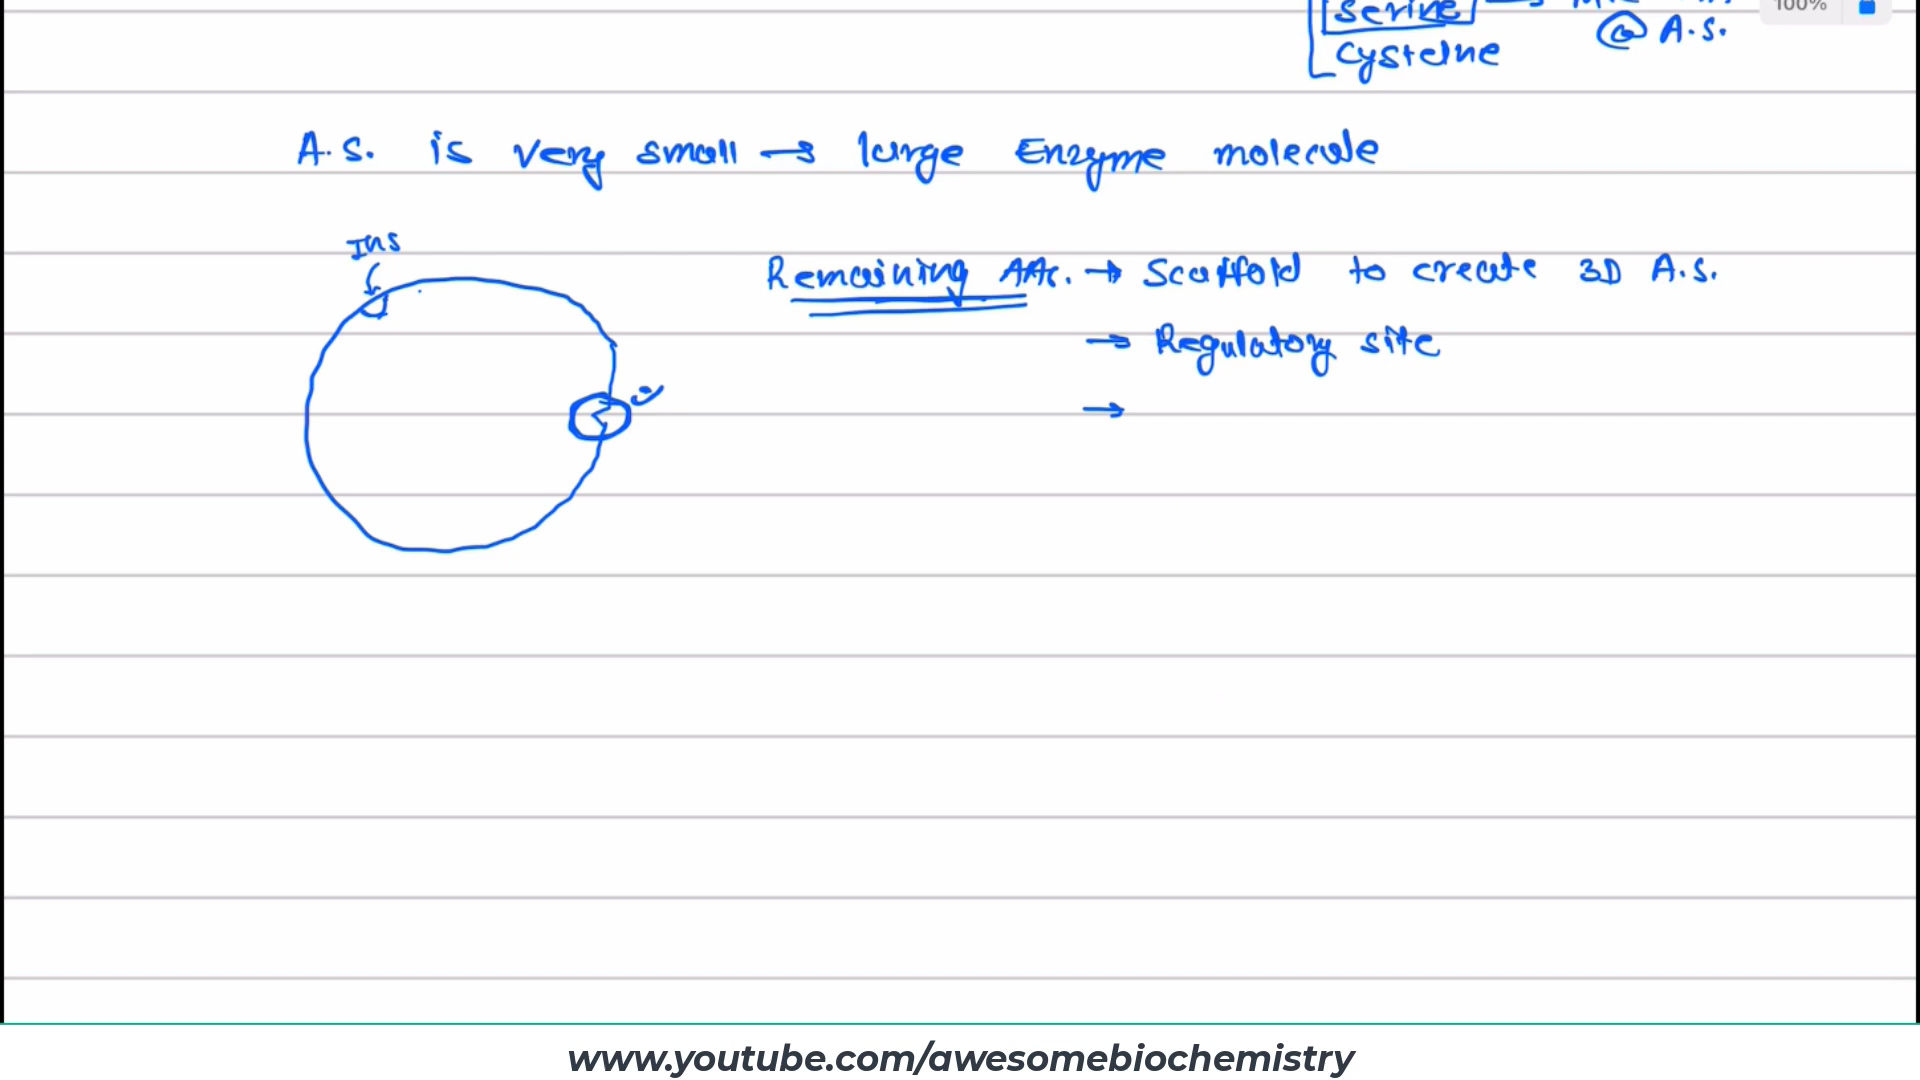 serine →
100%
@ A.S.
Cysteine
A.S. is very small → large Enzyme molecule
Ins
Remaining AAs. → Scaffold to create 3D A.S.
→ Regulatory site
→
www.youtube.com/awesomebiochemistry